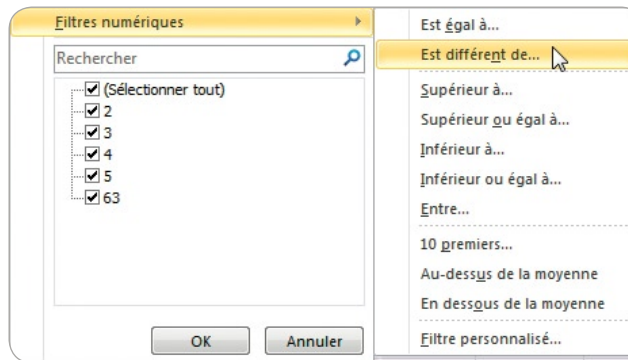 Filtres numériques
Rechercher
(Sélectionner tout)
2
3
4
5
63
OK Annuler
Est égal à...
Est différent de...
Supérieur à...
Supérieur ou égal à...
Inférieur à...
Inférieur ou égal à...
Entre...
10 premiers...
Au-dessus de la moyenne
En dessous de la moyenne
Filtre personnalisé...